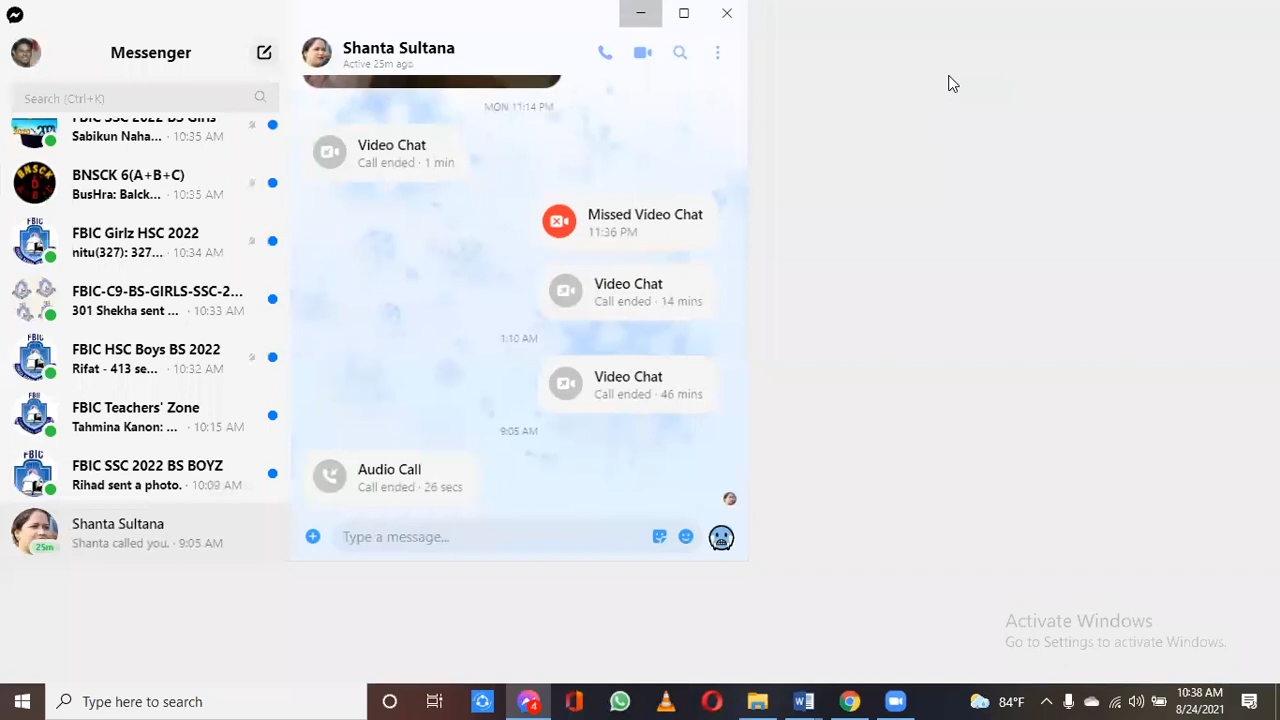 Messenger
Search (Ctrl+K)
FBIC SSC 2022 BS Girls
Sabikun Naha... · 10:35 AM
BNSCK 6(A+B+C)
BusHra: Balck... · 10:35 AM
FBIC Girlz HSC 2022
nitu(327): 327... · 10:34 AM
FBIC-C9-BS-GIRLS-SSC-2...
301 Shekha sent ... · 10:33 AM
FBIC HSC Boys BS 2022
Rifat - 413 se... · 10:32 AM
FBIC Teachers' Zone
Tahmina Kanon: ... · 10:15 AM
FBIC SSC 2022 BS BOYZ
Rihad sent a photo. · 10:09 AM
Shanta Sultana
Shanta called you. · 9:05 AM
25m
Shanta Sultana
Active 25m ago
MON 11:14 PM
Video Chat
Call ended · 1 min
Missed Video Chat
11:36 PM
Video Chat
Call ended · 14 mins
1:10 AM
Video Chat
Call ended · 46 mins
9:05 AM
Audio Call
Call ended · 26 secs
Type a message...
Activate Windows
Go to Settings to activate Windows.
Type here to search
4
84°F
10:38 AM
8/24/2021